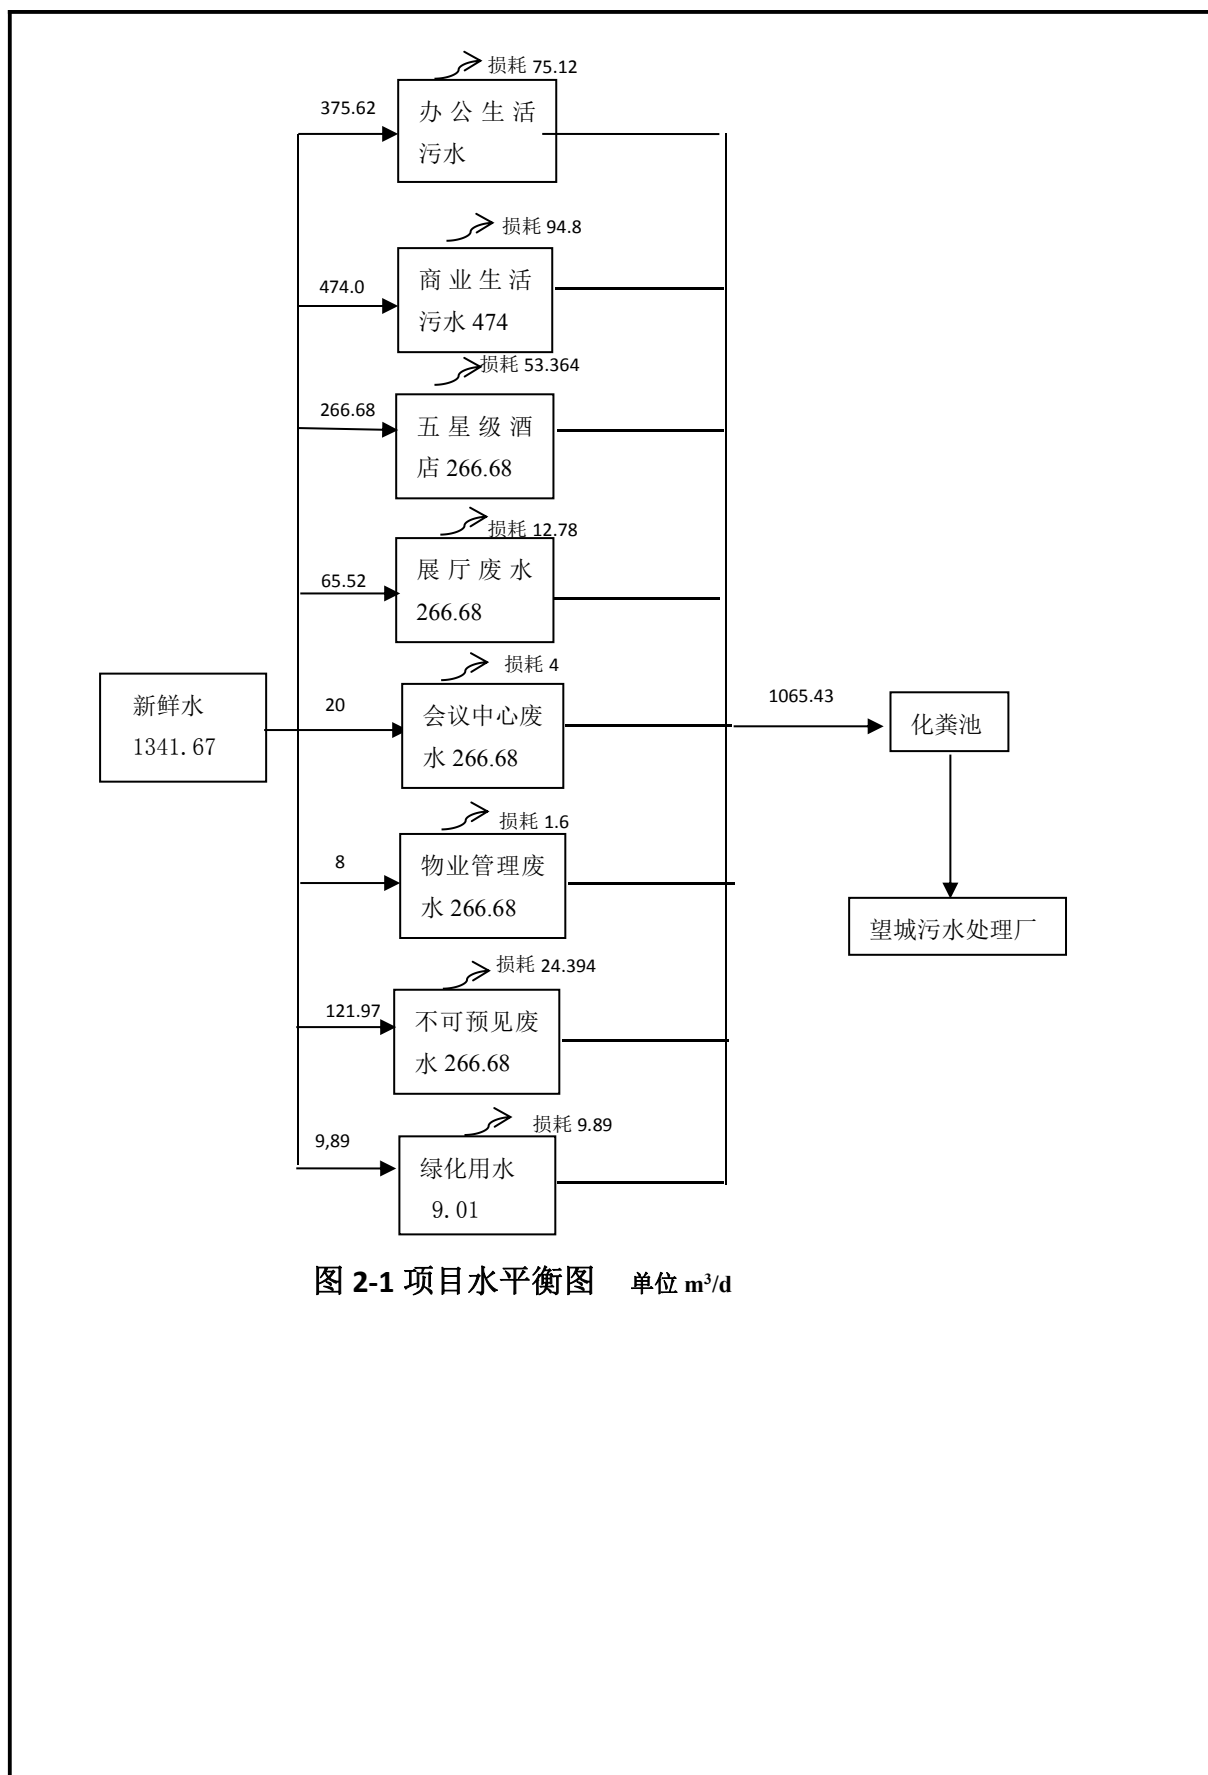 损耗 75.12
375.62
办公生活
污水
损耗 94.8
474.0
商业生活
污水 474
损耗 53.364
266.68
五星级酒
店 266.68
损耗 12.78
65.52
展厅废水
266.68
损耗 4
新鲜水
1341.67
20
会议中心废
水 266.68
1065.43
化粪池
损耗 1.6
8
物业管理废
水 266.68
望城污水处理厂
损耗 24.394
121.97
不可预见废
水 266.68
损耗 9.89
9,89
绿化用水
9.01
图 2-1 项目水平衡图 单位 m³/d